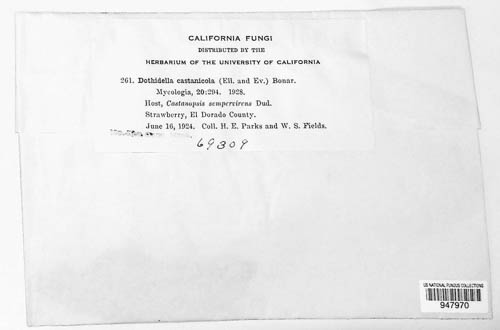 CALIFORNIA FUNGI
DISTRIBUTED BY THE
HERBARIUM OF THE UNIVERSITY OF CALIFORNIA
261. Dothidella castanicola (Ell. and Ev.) Bonar.
Mycologia, 20:294. 1928.
Host, Castanopsis sempervirens Dud.
Strawberry, El Dorado County.
June 16, 1924. Coll. H. E. Parks and W. S. Fields.
69309
US NATIONAL FUNGUS COLLECTIONS
947970